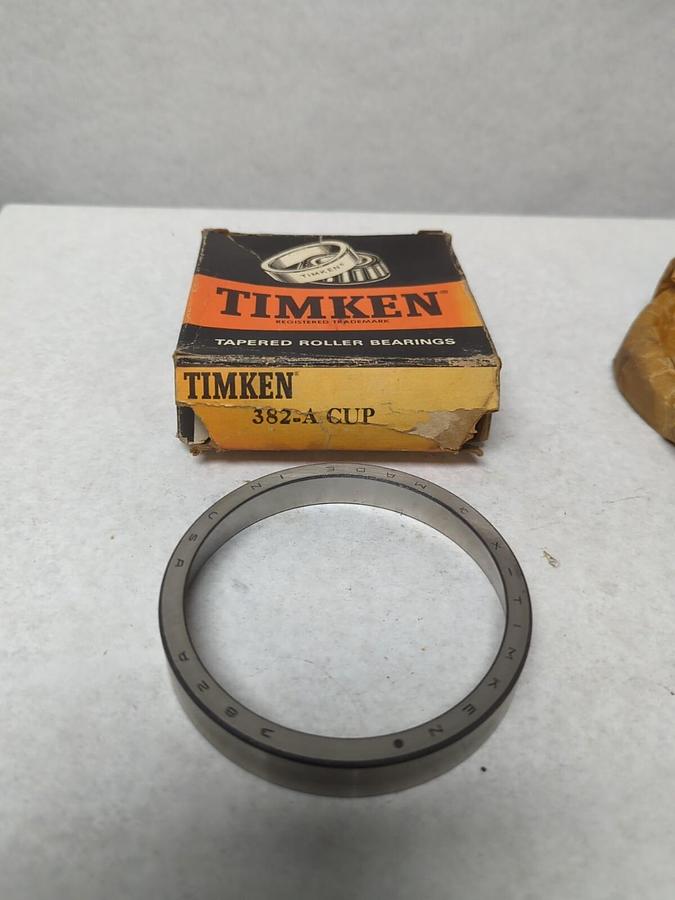 TIMKEN®
TIMKEN®
REGISTERED TRADEMARK
TAPERED ROLLER BEARINGS
TIMKEN®
382-A CUP
TIMKEN
382A
USA
MADE IN